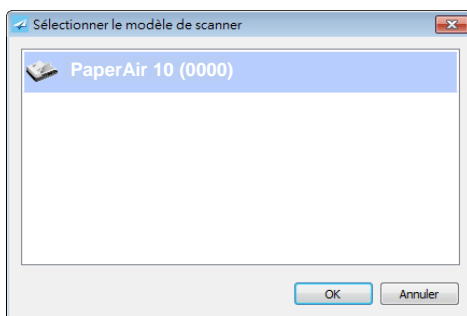 Sélectionner le modèle de scanner
PaperAir 10 (0000)
OK
Annuler